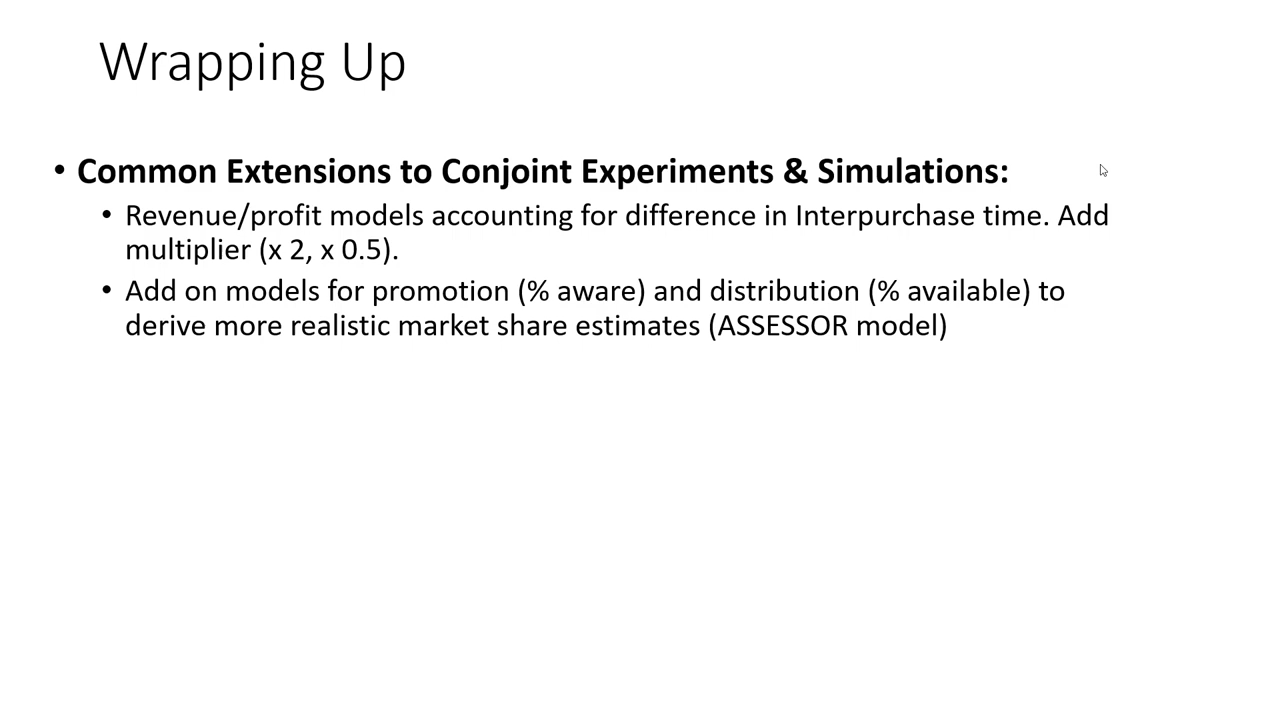 Wrapping Up
• Common Extensions to Conjoint Experiments & Simulations:
• Revenue/profit models accounting for difference in Interpurchase time. Add
multiplier (x 2, x 0.5).
• Add on models for promotion (% aware) and distribution (% available) to
derive more realistic market share estimates (ASSESSOR model)